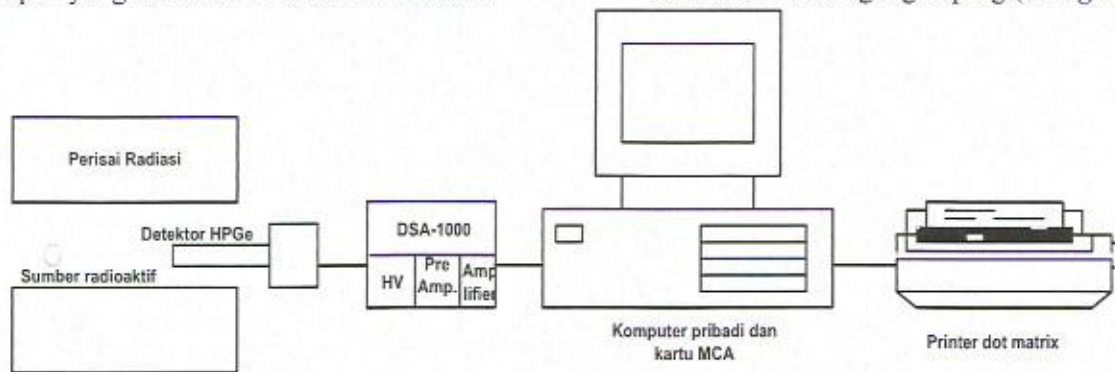 Perisai Radiasi
Detektor HPGe
Sumber radioaktif
DSA-1000
HV
Pre
Amp.
Amp
lifier
Komputer pribadi dan
kartu MCA
Printer dot matrix